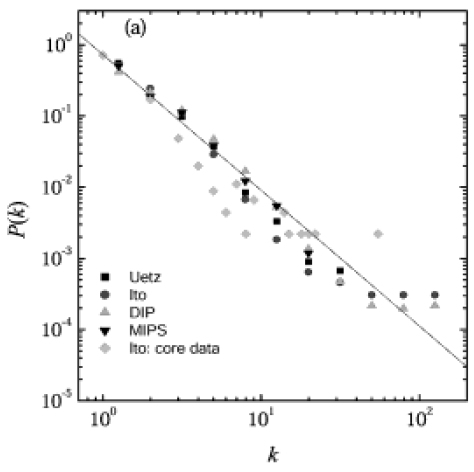 (a)
10^0
10^-1
10^-2
10^-3
10^-4
10^-5
P(k)
Uetz
Ito
DIP
MIPS
Ito: core data
10^0
10^1
10^2
k